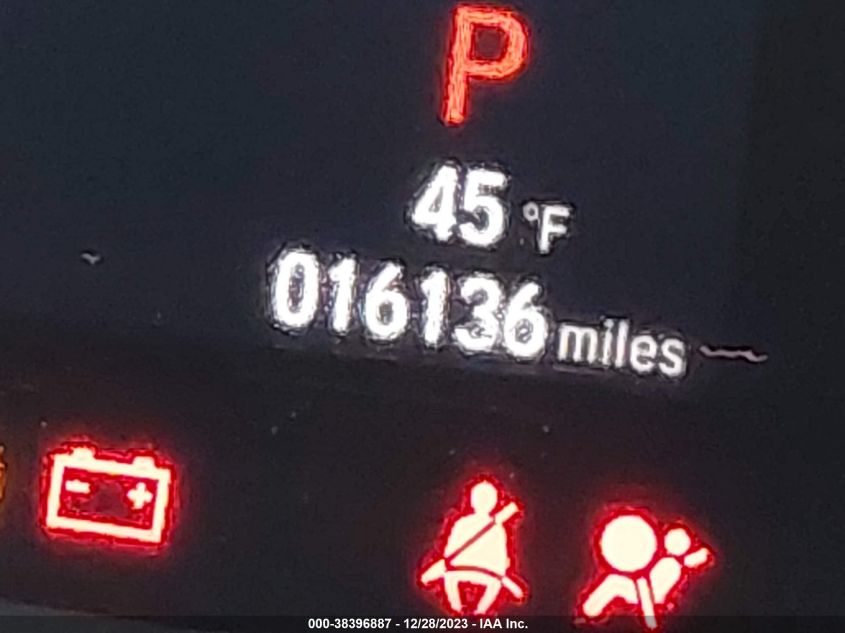 P
45 °F
016136 miles
000-38396887 - 12/28/2023 - IAA Inc.